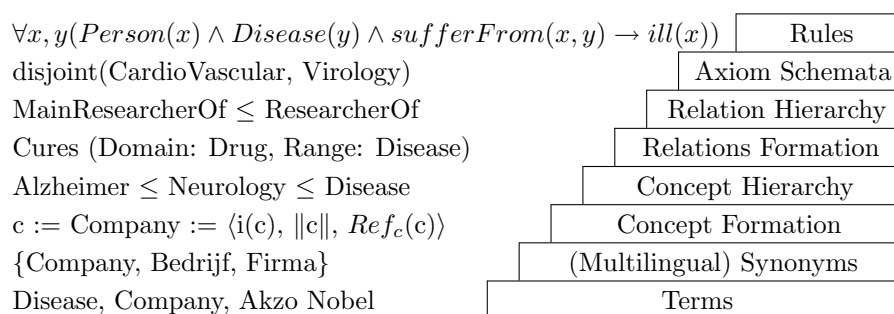 ∀x, y(Person(x) ∧ Disease(y) ∧ sufferFrom(x, y) → ill(x)) Rules
disjoint(CardioVascular, Virology) Axiom Schemata
MainResearcherOf ≤ ResearcherOf Relation Hierarchy
Cures (Domain: Drug, Range: Disease) Relations Formation
Alzheimer ≤ Neurology ≤ Disease Concept Hierarchy
c := Company := ⟨i(c), ‖c‖, Ref_c(c)⟩ Concept Formation
{Company, Bedrijf, Firma} (Multilingual) Synonyms
Disease, Company, Akzo Nobel Terms